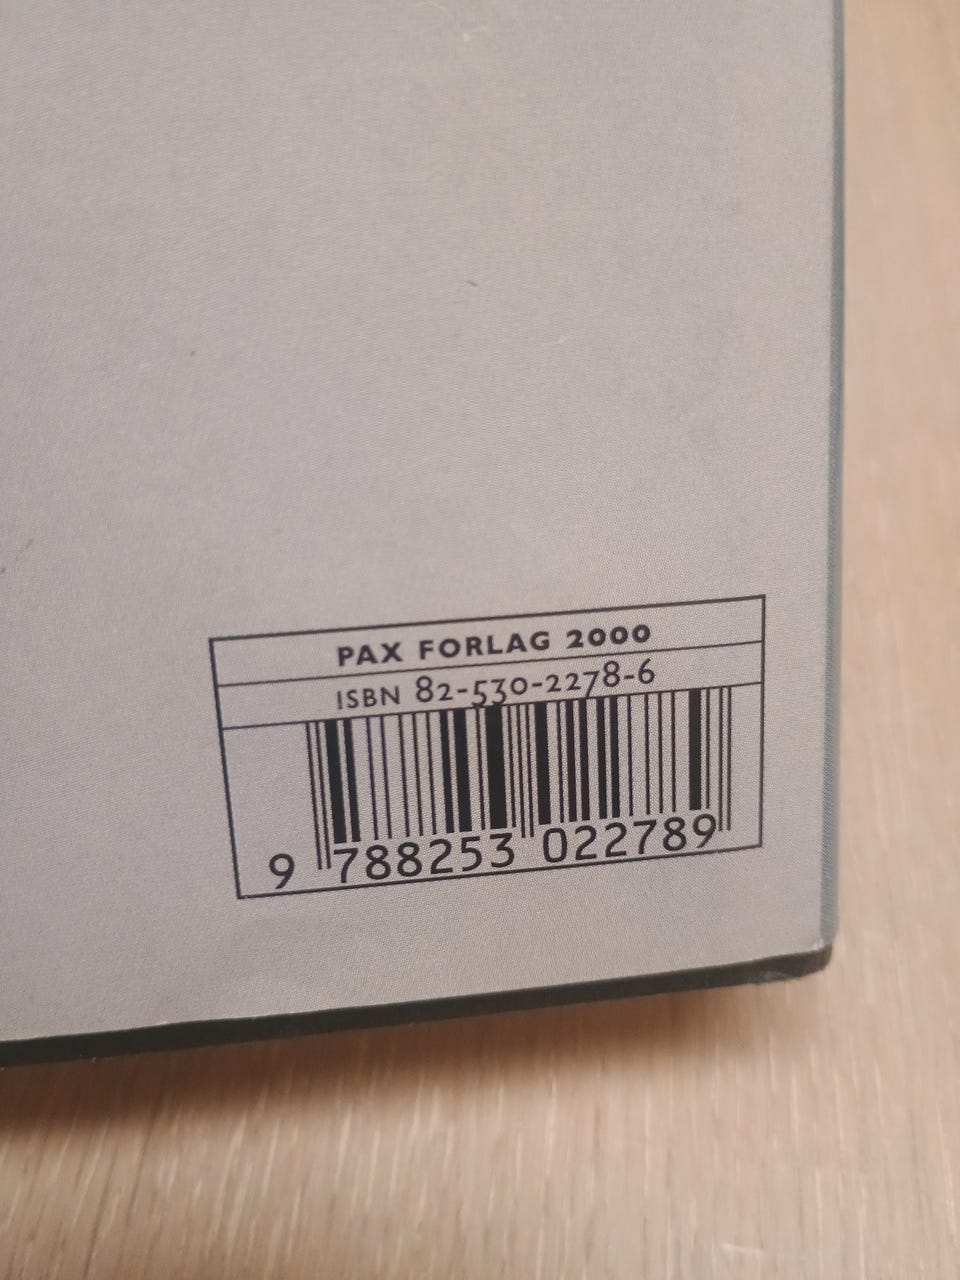 PAX FORLAG 2000
ISBN 82-530-2278-6
9 788253 022789